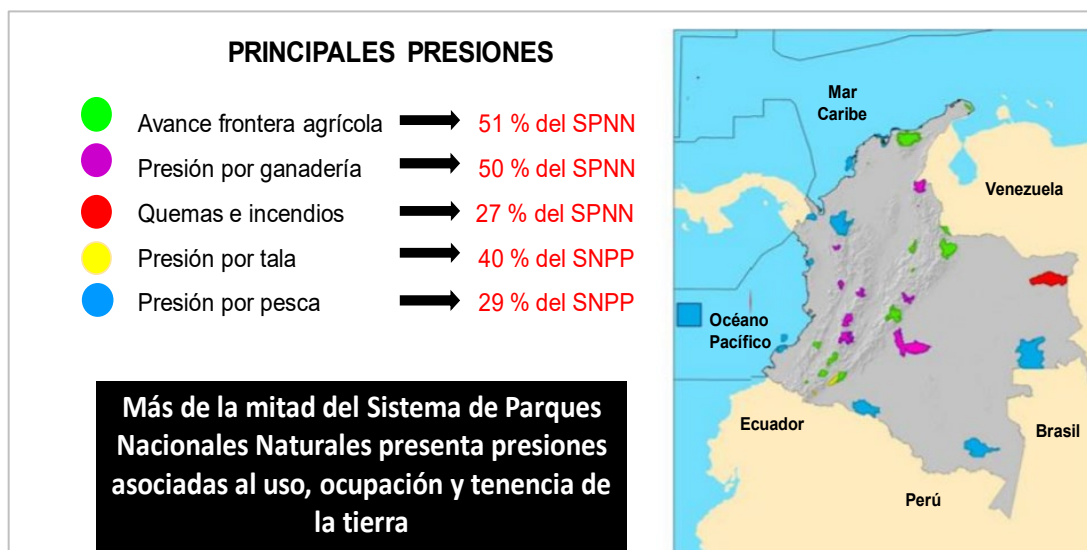 PRINCIPALES PRESIONES
Avance frontera agrícola 51 % del SPNN
Presión por ganadería 50 % del SPNN
Quemas e incendios 27 % del SPNN
Presión por tala 40 % del SNPP
Presión por pesca 29 % del SNPP
Más de la mitad del Sistema de Parques
Nacionales Naturales presenta presiones
asociadas al uso, ocupación y tenencia de
la tierra
Mar
Caribe
Venezuela
Océano
Pacífico
Ecuador
Brasil
Perú